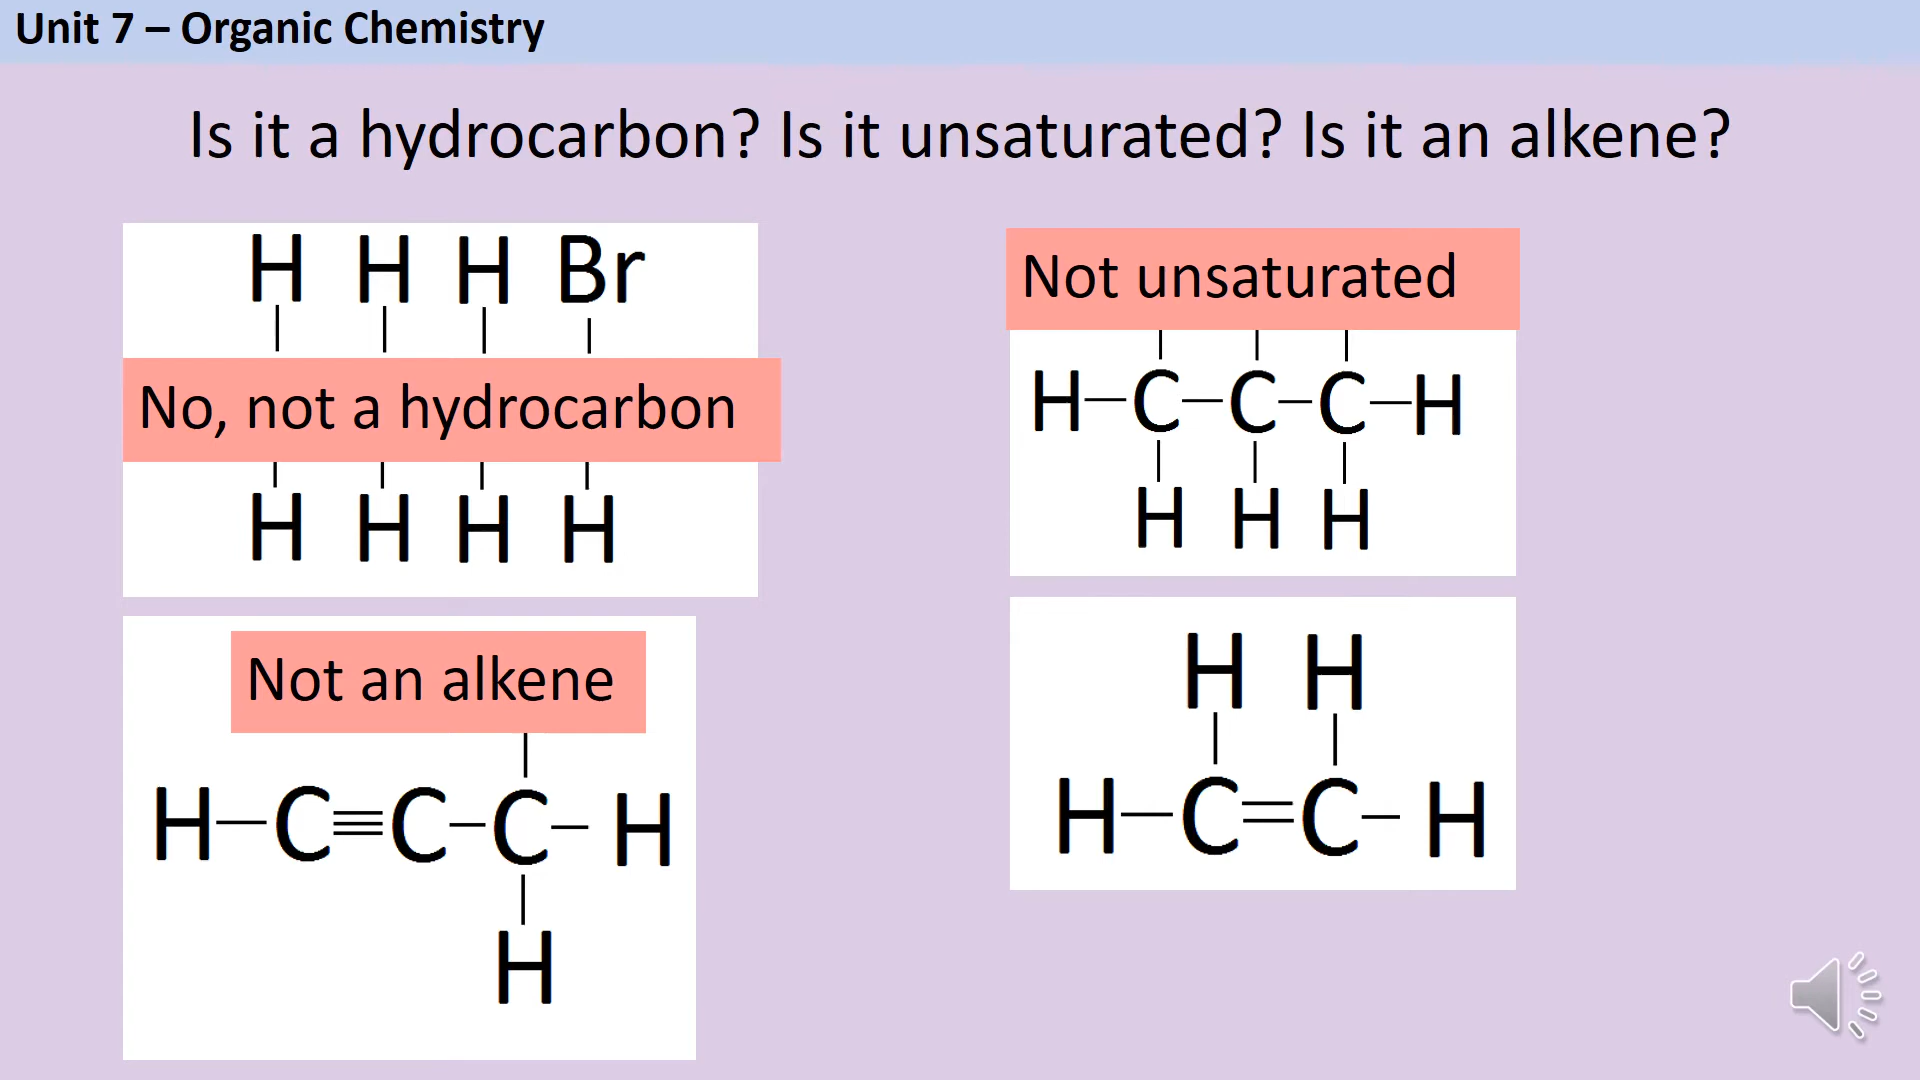 Unit 7 – Organic Chemistry
Is it a hydrocarbon? Is it unsaturated? Is it an alkene?
H H H Br
No, not a hydrocarbon
H H H H
Not unsaturated
H–C–C–C–H
H H H
Not an alkene
H–C≡C–C–H
H
H H
H–C=C–H